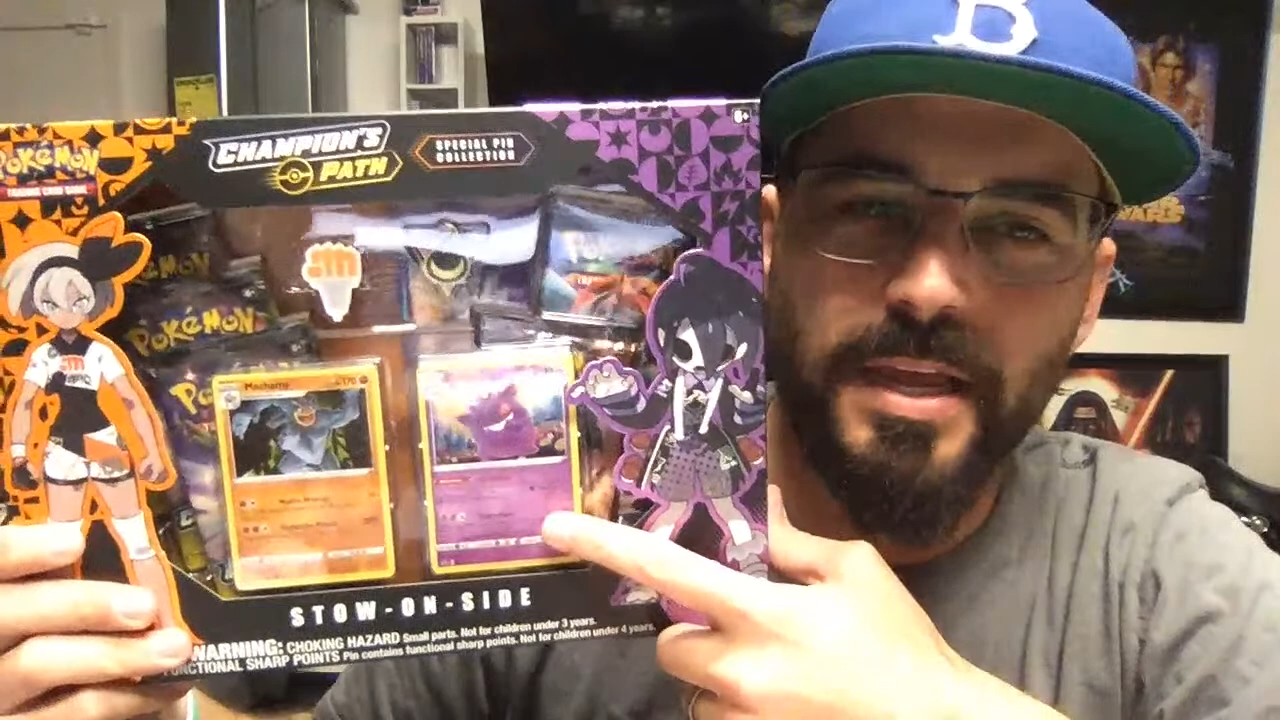 B
6+
POKÉMON
TRADING CARD GAME
CHAMPION'S
PATH
SPECIAL PIN
COLLECTION
STAR
WARS
POKÉMON
POKÉMON
Machamp
170
STOW-ON-SIDE
WARNING: CHOKING HAZARD Small parts. Not for children under 3 years.
FUNCTIONAL SHARP POINTS Pin contains functional sharp points. Not for children under 4 years.